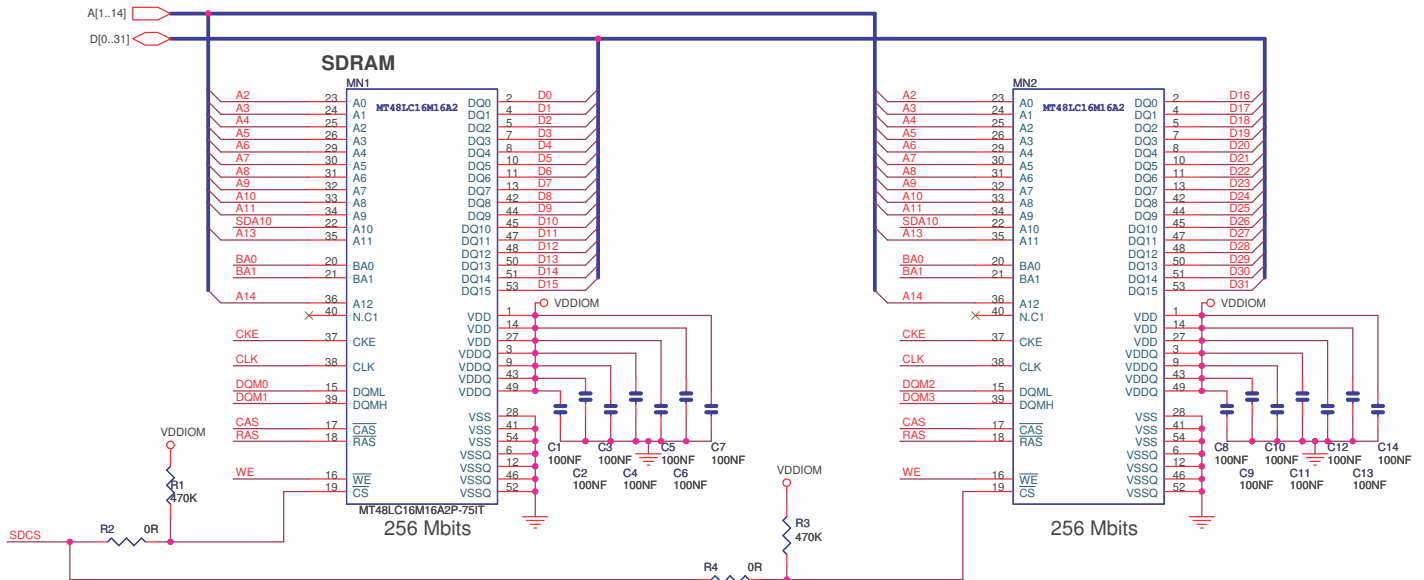 A[1..14]
D[0..31]
SDRAM
MN1
MT48LC16M16A2
A2 23 A0 DQ0 2 D0
A3 24 A1 DQ1 4 D1
A4 25 A2 DQ2 5 D2
A5 26 A3 DQ3 7 D3
A6 29 A4 DQ4 8 D4
A7 30 A5 DQ5 10 D5
A8 31 A6 DQ6 11 D6
A9 32 A7 DQ7 13 D7
A10 33 A8 DQ8 42 D8
A11 34 A9 DQ9 44 D9
SDA10 22 A10 DQ10 45 D10
A13 35 A11 DQ11 47 D11
DQ12 48 D12
BA0 20 BA0 DQ13 50 D13
BA1 21 BA1 DQ14 51 D14
DQ15 53 D15
A14 36 A12 VDDIOM
40 N.C1 VDD 1
VDD 14
CKE 37 CKE VDD 27
VDDQ 3
CLK 38 CLK VDDQ 9
VDDQ 43
DQM0 15 DQML VDDQ 49
DQM1 39 DQMH
VSS 28
CAS 17 CAS VSS 41
RAS 18 RAS VSS 54
VSSQ 6
VSSQ 12
WE 16 WE VSSQ 46
19 CS VSSQ 52
C1 C3 C5 C7
100NF 100NF 100NF 100NF
C2 C4 C6
100NF 100NF 100NF
MT48LC16M16A2P-75IT
256 Mbits
VDDIOM
R1
470K
R2 0R
SDCS
MN2
MT48LC16M16A2
A2 23 A0 DQ0 2 D16
A3 24 A1 DQ1 4 D17
A4 25 A2 DQ2 5 D18
A5 26 A3 DQ3 7 D19
A6 29 A4 DQ4 8 D20
A7 30 A5 DQ5 10 D21
A8 31 A6 DQ6 11 D22
A9 32 A7 DQ7 13 D23
A10 33 A8 DQ8 42 D24
A11 34 A9 DQ9 44 D25
SDA10 22 A10 DQ10 45 D26
A13 35 A11 DQ11 47 D27
DQ12 48 D28
BA0 20 BA0 DQ13 50 D29
BA1 21 BA1 DQ14 51 D30
DQ15 53 D31
A14 36 A12 VDDIOM
40 N.C1 VDD 1
VDD 14
CKE 37 CKE VDD 27
VDDQ 3
CLK 38 CLK VDDQ 9
VDDQ 43
DQM2 15 DQML VDDQ 49
DQM3 39 DQMH
VSS 28
CAS 17 CAS VSS 41
RAS 18 RAS VSS 54
VSSQ 6
VSSQ 12
WE 16 WE VSSQ 46
19 CS VSSQ 52
C8 C10 C12 C14
100NF 100NF 100NF 100NF
C9 C11 C13
100NF 100NF 100NF
256 Mbits
VDDIOM
R3
470K
R4 0R